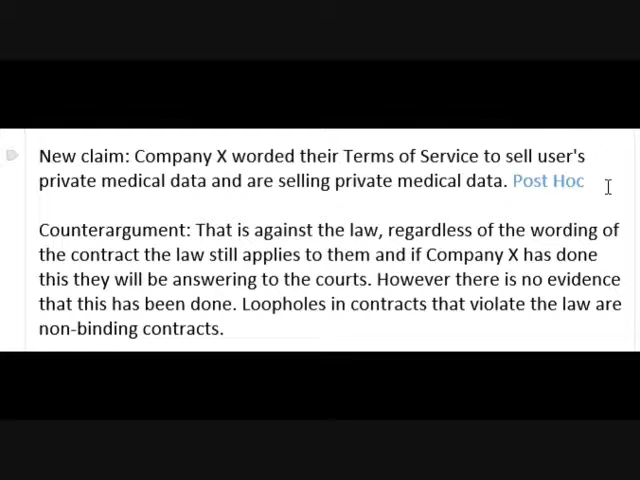 New claim: Company X worded their Terms of Service to sell user's
private medical data and are selling private medical data. Post Hoc
Counterargument: That is against the law, regardless of the wording of
the contract the law still applies to them and if Company X has done
this they will be answering to the courts. However there is no evidence
that this has been done. Loopholes in contracts that violate the law are
non-binding contracts.